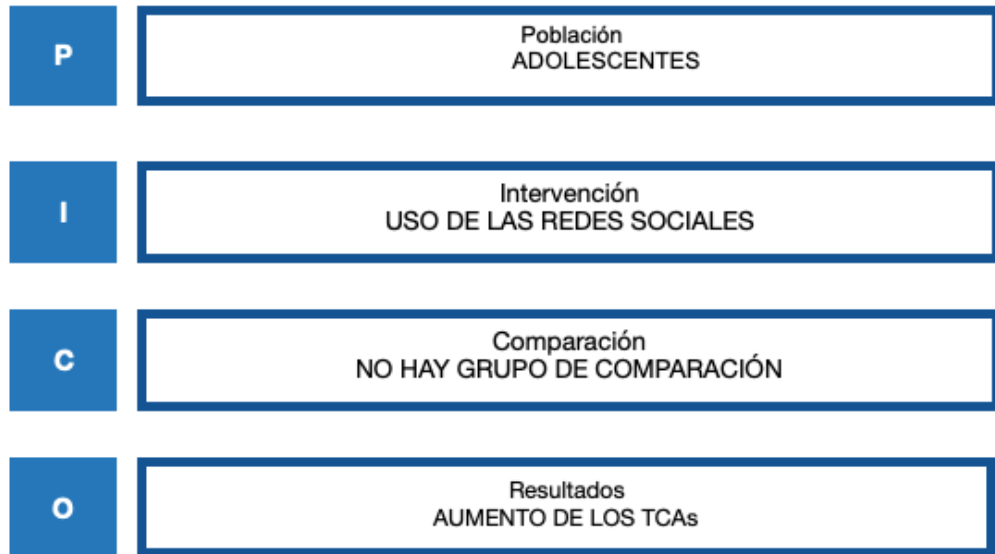 P
Población
ADOLESCENTES
I
Intervención
USO DE LAS REDES SOCIALES
C
Comparación
NO HAY GRUPO DE COMPARACIÓN
O
Resultados
AUMENTO DE LOS TCAs